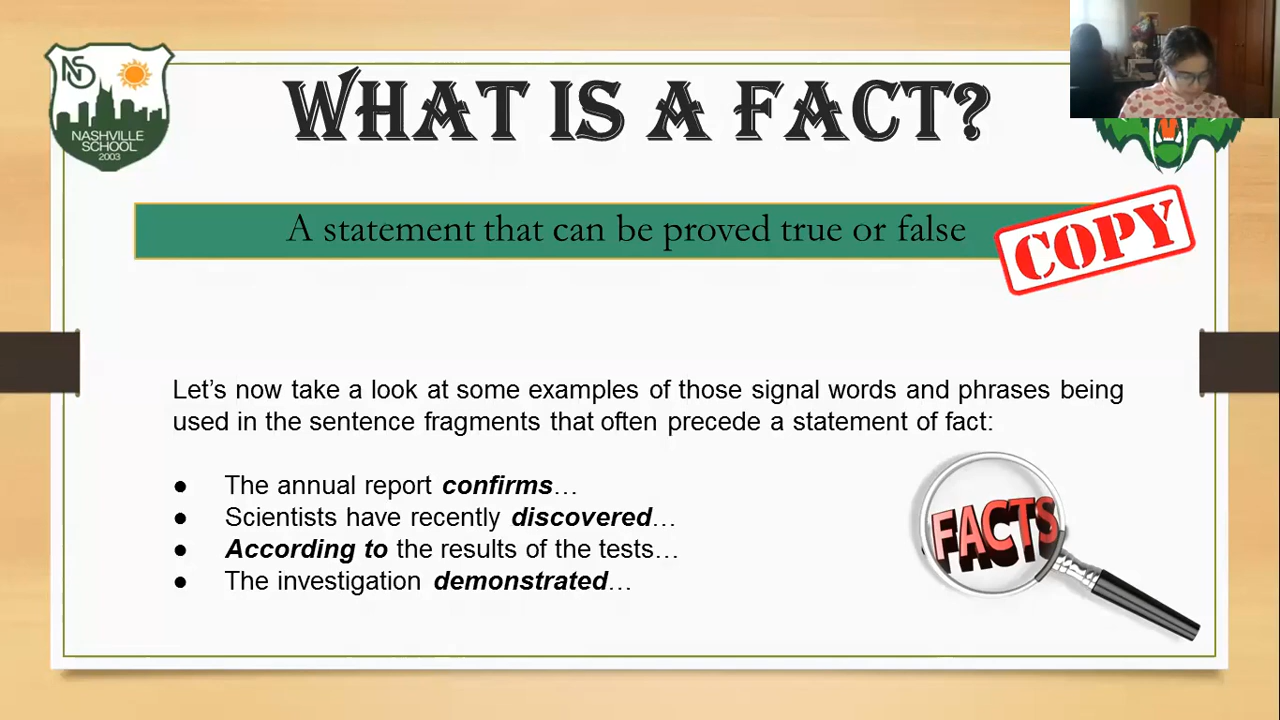 NS
NASHVILLE
SCHOOL
2003
WHAT IS A FACT?
A statement that can be proved true or false
COPY
Let's now take a look at some examples of those signal words and phrases being
used in the sentence fragments that often precede a statement of fact:
● The annual report confirms…
● Scientists have recently discovered…
● According to the results of the tests…
● The investigation demonstrated…
FACTS